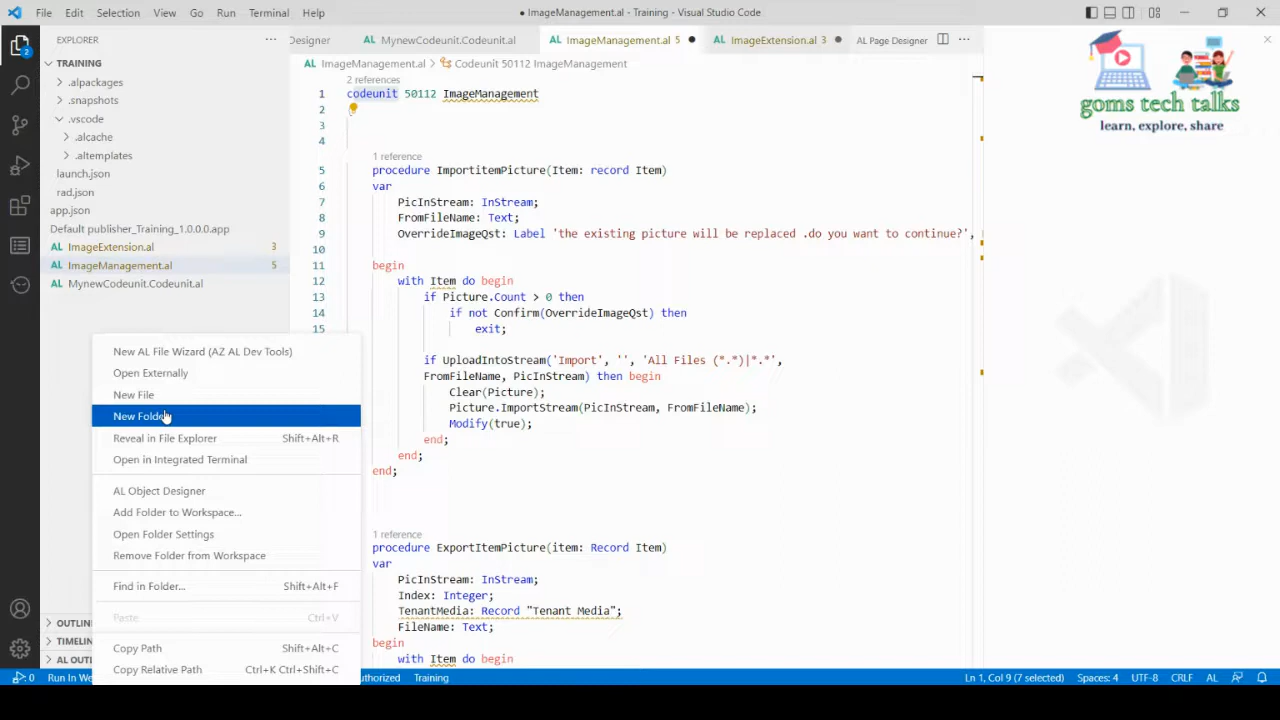 File Edit Selection View Go Run Terminal Help
● ImageManagement.al - Training - Visual Studio Code
EXPLORER
TRAINING
.alpackages
.snapshots
.vscode
.alcache
.altemplates
launch.json
rad.json
app.json
Default publisher_Training_1.0.0.0.app
ImageExtension.al 3
ImageManagement.al 5
MynewCodeunit.Codeunit.al
New AL File Wizard (AZ AL Dev Tools)
Open Externally
New File
New Folder
Reveal in File Explorer Shift+Alt+R
Open in Integrated Terminal
AL Object Designer
Add Folder to Workspace...
Open Folder Settings
Remove Folder from Workspace
Find in Folder... Shift+Alt+F
Paste Ctrl+V
Copy Path Shift+Alt+C
Copy Relative Path Ctrl+K Ctrl+Shift+C
OUTLIN
TIMELIN
AL OUTL
Designer MynewCodeunit.Codeunit.al ImageManagement.al 5 ● ImageExtension.al 3 ● AL Page Designer
ImageManagement.al > Codeunit 50112 ImageManagement
2 references
1 codeunit 50112 ImageManagement
2
3
4
1 reference
5 procedure ImportitemPicture(Item: record Item)
6 var
7 PicInStream: InStream;
8 FromFileName: Text;
9 OverrideImageQst: Label 'the existing picture will be replaced .do you want to continue?',
10
11 begin
12 with Item do begin
13 if Picture.Count > 0 then
14 if not Confirm(OverrideImageQst) then
15 exit;
if UploadIntoStream('Import', '', 'All Files (*.*)|*.*',
FromFileName, PicInStream) then begin
Clear(Picture);
Picture.ImportStream(PicInStream, FromFileName);
Modify(true);
end;
end;
end;
1 reference
procedure ExportItemPicture(item: Record Item)
var
PicInStream: InStream;
Index: Integer;
TenantMedia: Record "Tenant Media";
FileName: Text;
begin
with Item do begin
goms tech talks
learn, explore, share
0 Run In We
uthorized Training
Ln 1, Col 9 (7 selected) Spaces: 4 UTF-8 CRLF AL